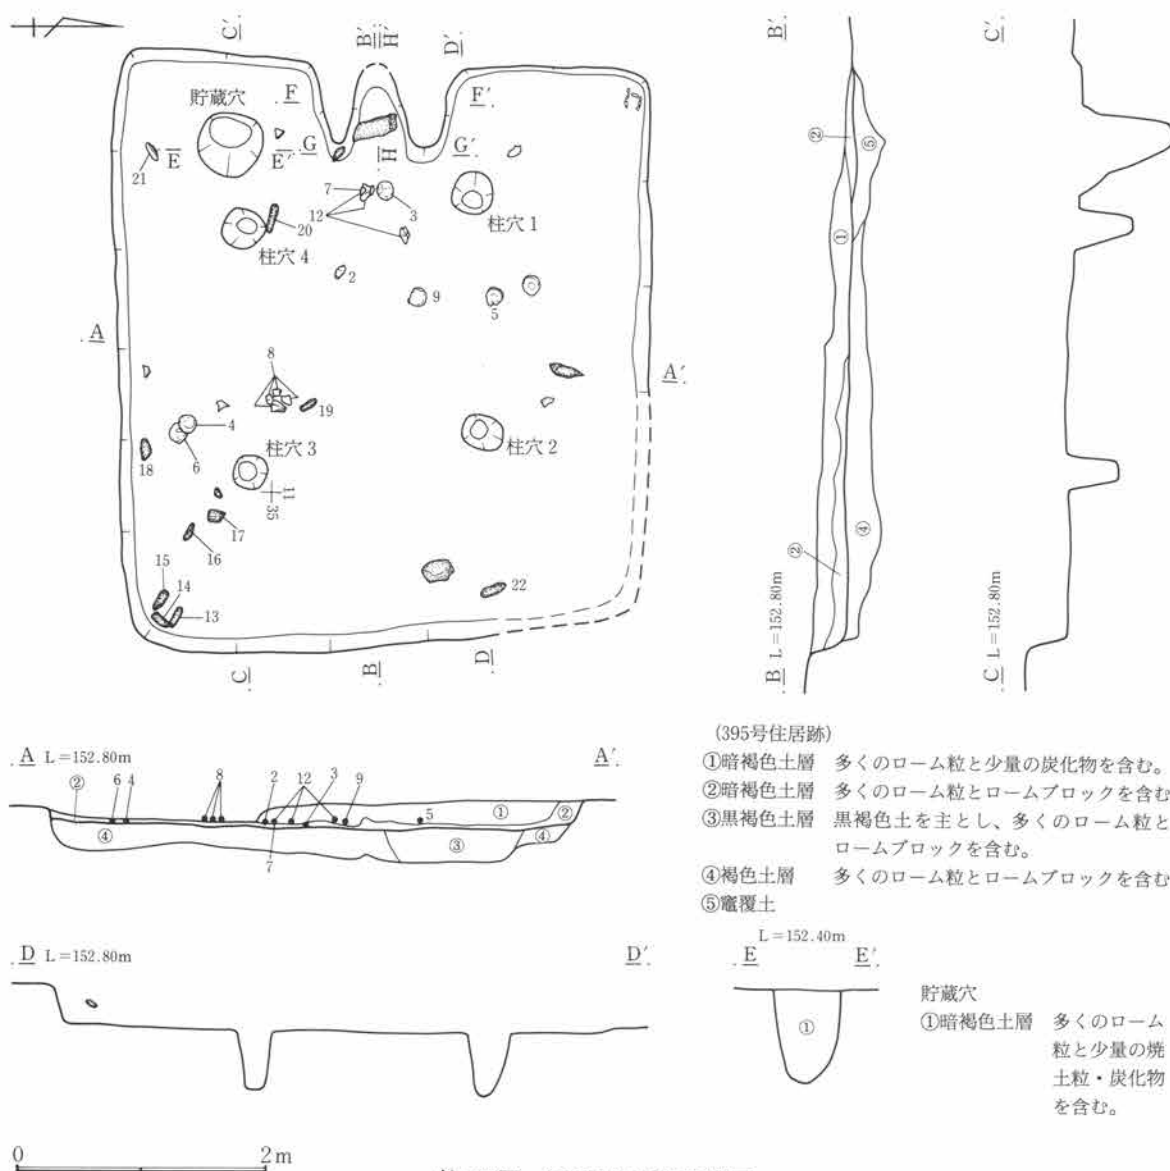 C′
B′
H′
D′
貯蔵穴
F
F′
21
E
E′
G
H
G′
7
12
3
柱穴1
20
柱穴4
2
9
5
A
A′
8
19
4
6
18
柱穴3
柱穴2
11
35
17
16
15
14
13
22
C
B
D
B′
②
⑤
①
④
②
B L=152.80m
C′
C L=152.80m
A L=152.80m
A′
② 6 4 8 2 12 3 9 5 ① ②
④ 7 ③ ④
(395号住居跡)
①暗褐色土層 多くのローム粒と少量の炭化物を含む。
②暗褐色土層 多くのローム粒とロームブロックを含む
③黒褐色土層 黒褐色土を主とし、多くのローム粒と
ロームブロックを含む。
④褐色土層 多くのローム粒とロームブロックを含む
⑤竈覆土
D L=152.80m
D′
L=152.40m
E E′
①
貯蔵穴
①暗褐色土層 多くのローム
粒と少量の焼
土粒・炭化物
を含む。
0 2m